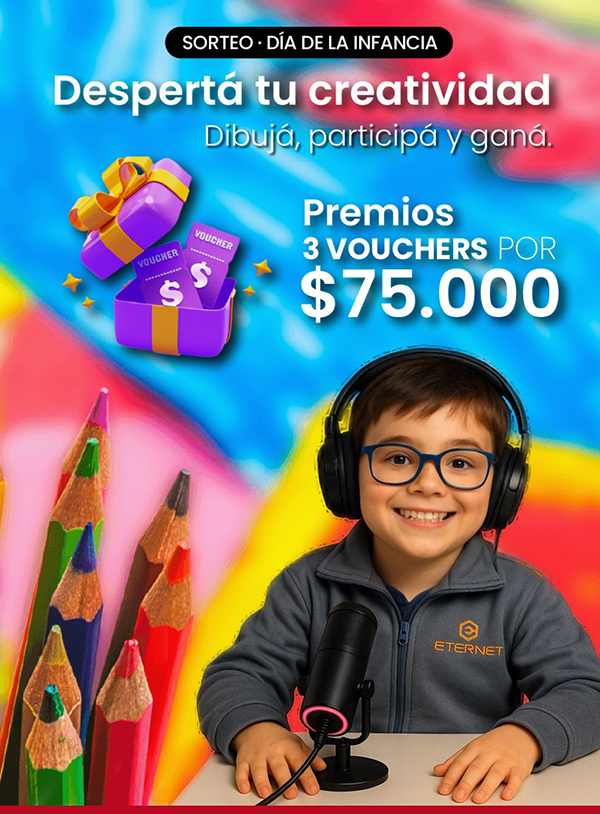 SORTEO · DÍA DE LA INFANCIA
Despertá tu creatividad
Dibujá, participá y ganá.
VOUCHER
VOUCHER
$
$
Premios
3 VOUCHERS POR
$75.000
ETERNET